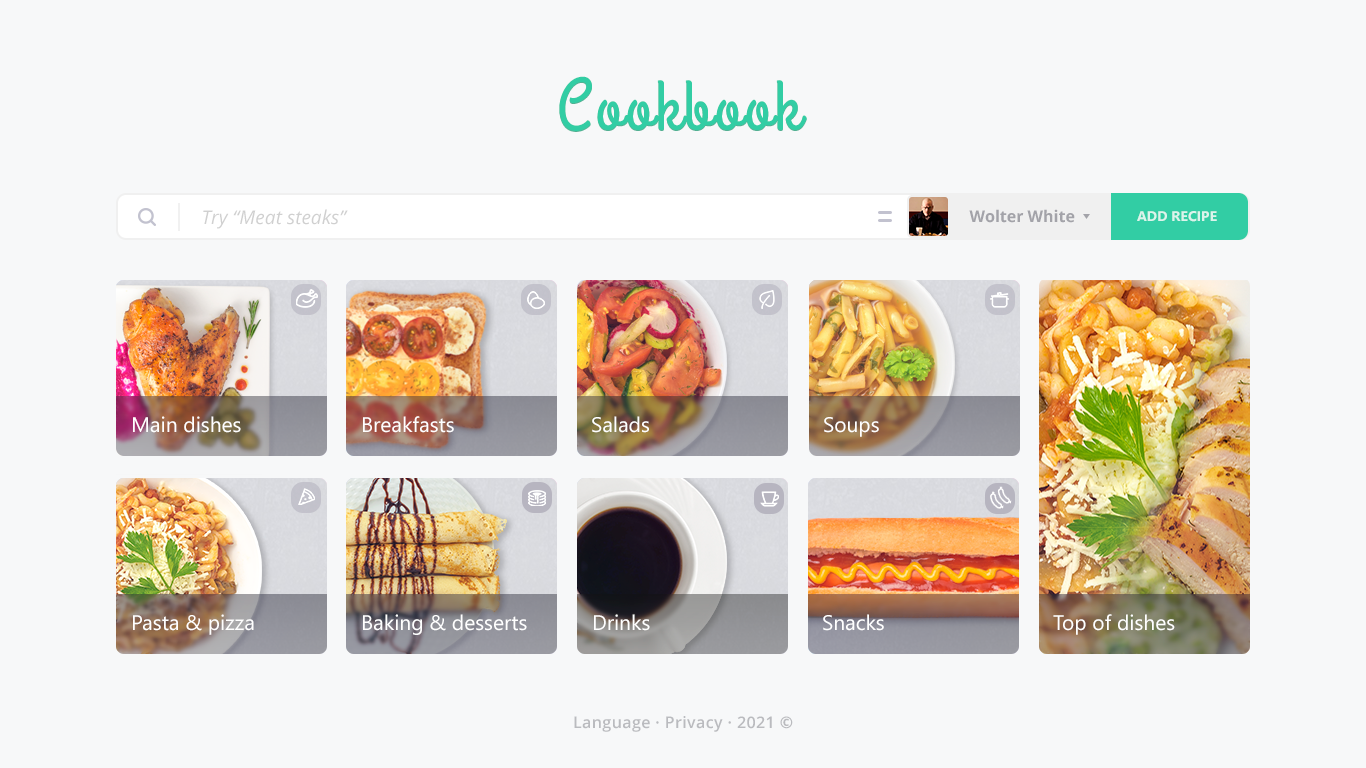 Cookbook
Try “Meat steaks”
Wolter White
ADD RECIPE
Main dishes
Breakfasts
Salads
Soups
Pasta & pizza
Baking & desserts
Drinks
Snacks
Top of dishes
Language · Privacy · 2021 ©